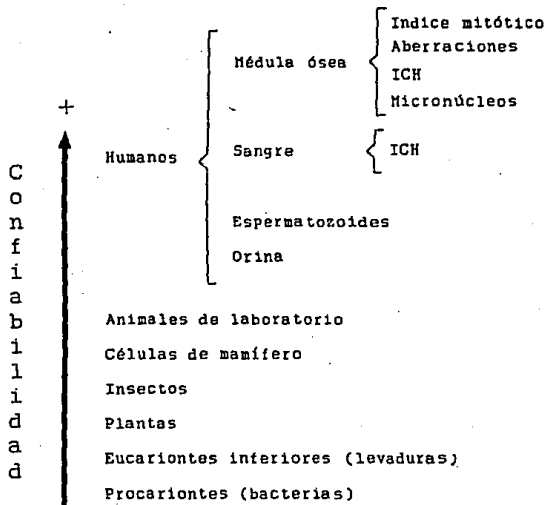 Indice mitótico
Aberraciones
Médula ósea
ICH
Micronúcleos
+
Humanos
Sangre
ICH
Espermatozoides
Orina
Confiabilidad
Animales de laboratorio
Células de mamífero
Insectos
Plantas
Eucariontes inferiores (levaduras)
Procariontes (bacterias)